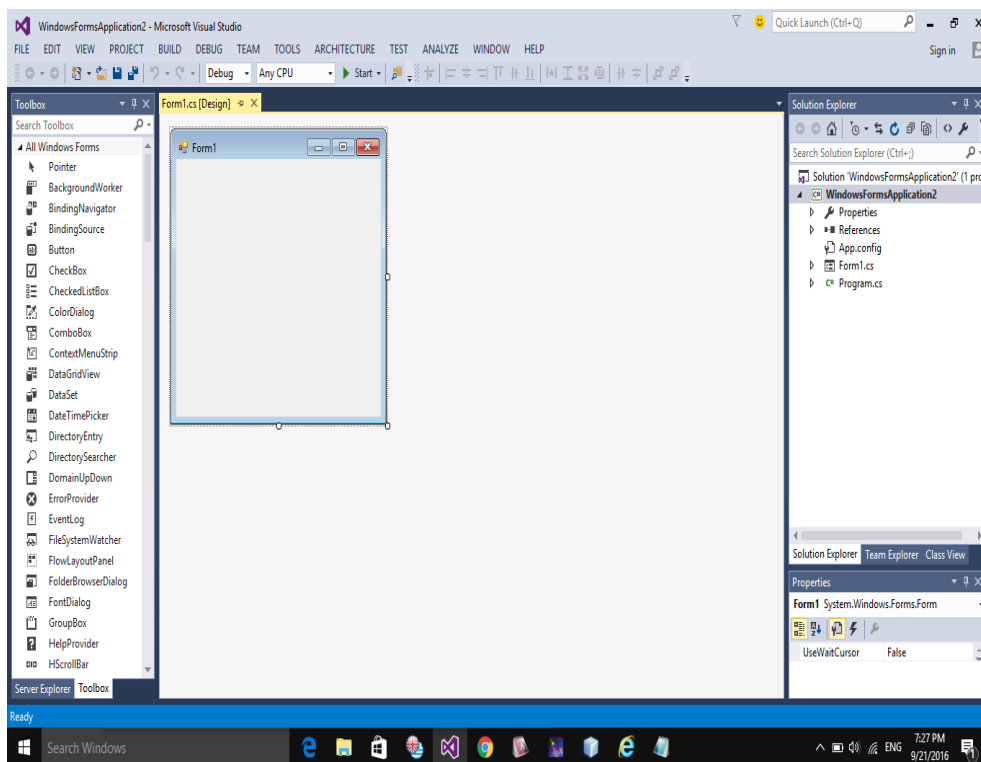 WindowsFormsApplication2 - Microsoft Visual Studio
Quick Launch (Ctrl+Q)
FILE EDIT VIEW PROJECT BUILD DEBUG TEAM TOOLS ARCHITECTURE TEST ANALYZE WINDOW HELP
Sign in
Debug Any CPU Start
Toolbox
Search Toolbox
All Windows Forms
Pointer
BackgroundWorker
BindingNavigator
BindingSource
Button
CheckBox
CheckedListBox
ColorDialog
ComboBox
ContextMenuStrip
DataGridView
DataSet
DateTimePicker
DirectoryEntry
DirectorySearcher
DomainUpDown
ErrorProvider
EventLog
FileSystemWatcher
FlowLayoutPanel
FolderBrowserDialog
FontDialog
GroupBox
HelpProvider
HScrollBar
Server Explorer Toolbox
Form1.cs [Design]
Form1
Solution Explorer
Search Solution Explorer (Ctrl+;)
Solution 'WindowsFormsApplication2' (1 pro
WindowsFormsApplication2
Properties
References
App.config
Form1.cs
Program.cs
Solution Explorer Team Explorer Class View
Properties
Form1 System.Windows.Forms.Form
UseWaitCursor False
Ready
Search Windows
ENG
7:27 PM
9/21/2016